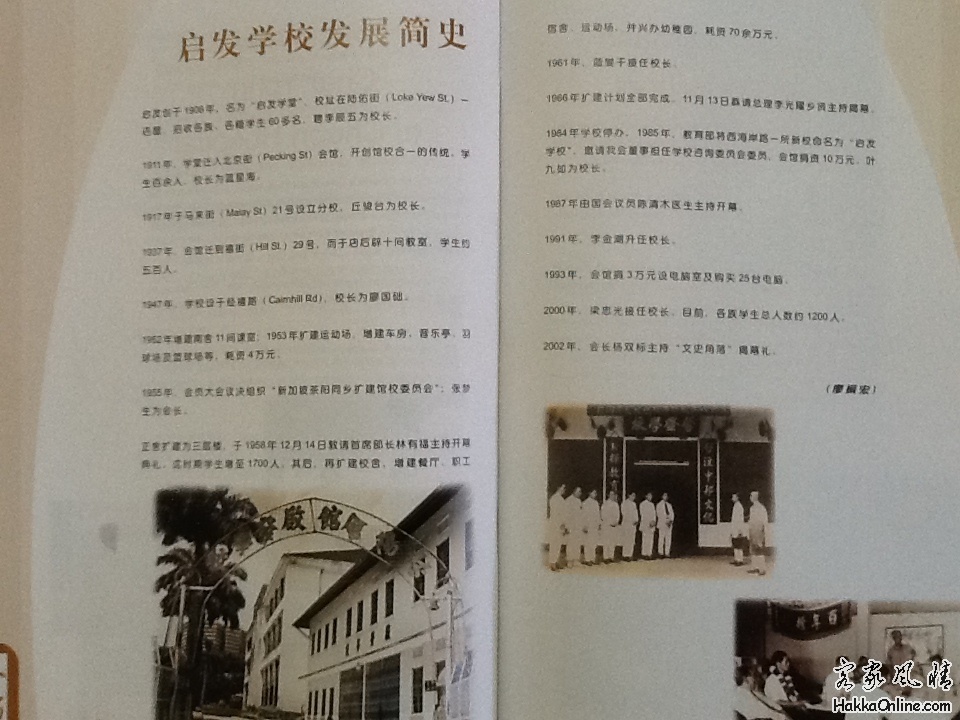 启发学校发展简史
启发创于1906年，名为“启发学堂”，校址在陆佑街（Loke Yew St.）一
店屋，招收各族、各籍学生60多名，聘李顺五为校长。
1911年，学堂迁入北京街（Pecking St）会馆，开创馆校合一的传统，学
生百余人，校长为蓝星海。
1917年于马来街（Malay St）21号设立分校，丘骏台为校长。
1937年，会馆迁到禧街（Hill St.）29号，而于店后辟十间教室，学生约
五百人。
1947年，学校设于经禧路（Cairnhill Rd），校长为廖国础。
1952年增建南舍11间课室；1953年扩建运动场，增建车房，音乐亭，羽
球场及篮球场等，耗资4万元。
1955年，会员大会议决组织“新加坡茶阳同乡扩建馆校委员会”；张梦
生为会长。
正舍扩建为三层楼，于1958年12月14日敦请首席部长林有福主持开幕
典礼，这时期学生增至1700人，其后，再扩建校舍，增建餐厅，职工
宿舍，运动场，并兴办幼稚园，耗资70余万元。
1961年，蓝晏于接任校长。
1966年扩建计划全部完成，11月13日恭请总理李光耀乡贤主持揭幕。
1984年学校停办，1985年，教育部将西海岸路一所新校命名为“启发
学校”，邀请我会董事担任学校咨询委员会委员，会馆捐资10万元，叶
九如为校长。
1987年由国会议员陈清木医生主持开幕。
1991年，李金潮升任校长。
1993年，会馆捐3万元设电脑室及购买25台电脑。
2000年，梁志光接任校长，目前，各族学生总人数约1200人。
2002年，会长杨双标主持“文史角落”揭幕礼。
（廖辑宏）
校學發啓
發啟館會
客家风情
HakkaOnline.com